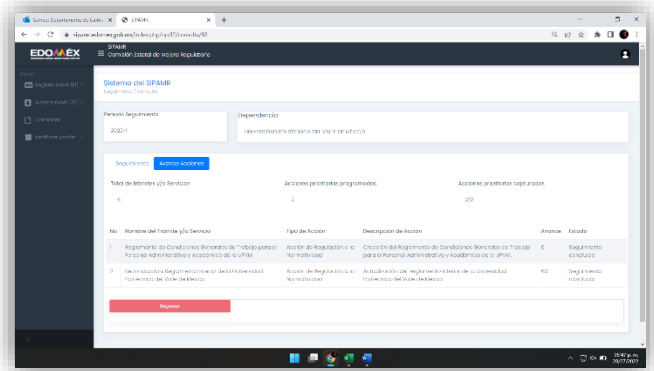 SIPAMR
EDOMÉX
SIPAMR
Comisión Estatal de Mejora Regulatoria
Calendario
Sistema del SIPAMR
Seguimiento / Consulta
Periodo Seguimiento
Dependencia
UNIVERSIDAD POLITÉCNICA DEL VALLE DE MÉXICO
Seguimiento
Avance Acciones
Total de trámites y/o Servicios
Acciones prioritarias programadas
Acciones prioritarias capturadas
2
2/2
No
Nombre del Trámite y/o Servicio
Tipo de Acción
Descripción de Acción
Avance
Estado
1
Reglamento de Condiciones Generales de Trabajo para el
Personal Administrativo y Académico de la UPVM
Acción de Regulación a la
Normatividad
Creación del Reglamento de Condiciones Generales de Trabajo
para el Personal Administrativo y Académico de la UPVM.
0
Seguimiento
concluido
2
Reglamento Interior de la Universidad
Politécnica del Valle de México
Acción de Regulación a la
Normatividad
Actualización del Reglamento Interior de la Universidad
Politécnica del Valle de México
Seguimiento
concluido
Regresar